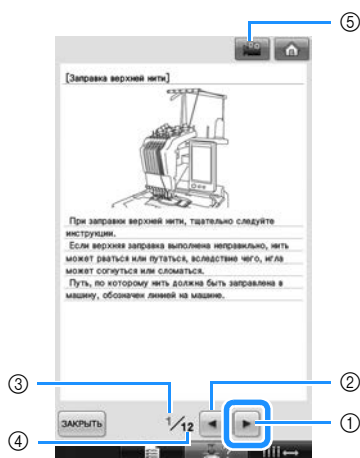 ⑤
[Заправка верхней нити]
При заправки верхней нити, тщательно следуйте
инструкции.
Если верхняя заправка выполнена неправильно, нить
может рваться или путаться, вследствие чего, игла
может согнуться или сломаться.
Путь, по которому нить должна быть заправлена в
машину, обозначен линией на машине.
③ ②
ЗАКРЫТЬ 1/12 ①
④